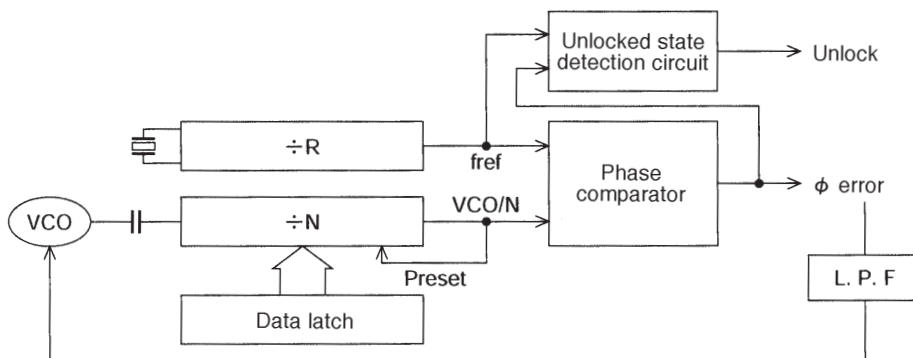 Unlocked state
detection circuit
Unlock
÷R
fref
Phase
comparator
VCO/N
ϕ error
VCO
÷N
Preset
L. P. F
Data latch